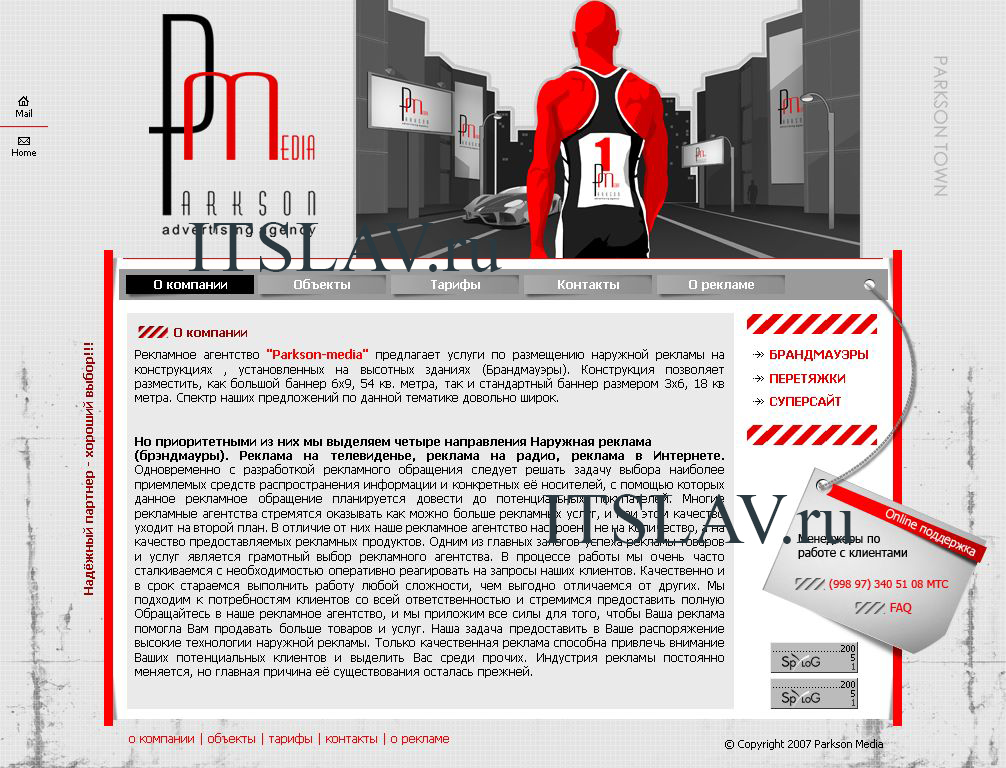 PM
EDIA
PARKSON
advertising agency
PARKSON TOWN
Mail
Home
1
ITSLAV.ru
О компании
Объекты
Тарифы
Контакты
О рекламе
Надёжный партнер - хороший выбор!!!
О компании
Рекламное агентство "Parkson-media" предлагает услуги по размещению наружной рекламы на
конструкциях , установленных на высотных зданиях (Брандмауэры). Конструкция позволяет
разместить, как большой баннер 6х9, 54 кв. метра, так и стандартный баннер размером 3х6, 18 кв
метра. Спектр наших предложений по данной тематике довольно широк.
Но приоритетными из них мы выделяем четыре направления Наружная реклама
(брэндмауры). Реклама на телевиденье, реклама на радио, реклама в Интернете.
Одновременно с разработкой рекламного обращения следует решать задачу выбора наиболее
приемлемых средств распространения информации и конкретных её носителей, с помощью которых
данное рекламное обращение планируется довести до потенциальных покупателей. Многие
рекламные агентства стремятся оказывать как можно больше рекламных услуг, и при этом качество
уходит на второй план. В отличие от них наше рекламное агентство настроено не на количество, а на
качество предоставляемых рекламных продуктов. Одним из главных залогов успеха рекламы товаров
и услуг является грамотный выбор рекламного агентства. В процессе работы мы очень часто
сталкиваемся с необходимостью оперативно реагировать на запросы наших клиентов. Качественно и
в срок стараемся выполнить работу любой сложности, чем выгодно отличаемся от других. Мы
подходим к потребностям клиентов со всей ответственностью и стремимся предоставить полную
Обращайтесь в наше рекламное агентство, и мы приложим все силы для того, чтобы Ваша реклама
помогла Вам продавать больше товаров и услуг. Наша задача предоставить в Ваше распоряжение
высокие технологии наружной рекламы. Только качественная реклама способна привлечь внимание
Ваших потенциальных клиентов и выделить Вас среди прочих. Индустрия рекламы постоянно
меняется, но главная причина её существования осталась прежней.
БРАНДМАУЭРЫ
ПЕРЕТЯЖКИ
СУПЕРСАЙТ
ITSLAV.ru
Online поддержка
Менеджоры по
работе с клиентами
(998 97) 340 51 08 МТС
FAQ
200
5
1
SpyLOG
200
5
1
SpyLOG
о компании | объекты | тарифы | контакты | о рекламе
© Copyright 2007 Parkson Media